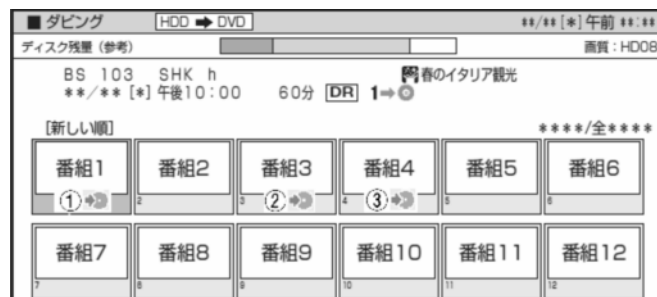 ■ ダビング HDD ➡ DVD **/** [*] 午前 **:**
ディスク残量 (参考) 画質：HD08
BS 103 SHK h 春のイタリア観光
**/** [*] 午後10：00 60分 DR 1➡
[新しい順] ****/全****
番組1 番組2 番組3 番組4 番組5 番組6
① ② ③
2 3 4 5 6
番組7 番組8 番組9 番組10 番組11 番組12
7 8 9 10 11 12